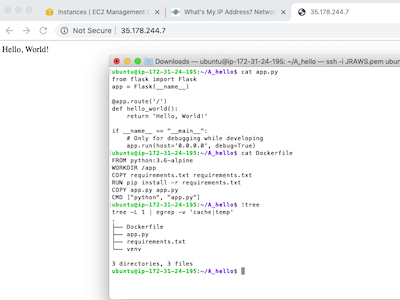 Instances | EC2 Management C
What's My IP Address? Networ
35.178.244.7
Not Secure | 35.178.244.7
Hello, World!
Downloads — ubuntu@ip-172-31-24-195: ~/A_hello — ssh -i JRAWS.pem ubuntu
ubuntu@ip-172-31-24-195:~/A_hello$ cat app.py
from flask import Flask
app = Flask(__name__)
@app.route('/')
def hello_world():
return 'Hello, World!'
if __name__ == "__main__":
# Only for debugging while developing
app.run(host='0.0.0.0', debug=True)
ubuntu@ip-172-31-24-195:~/A_hello$ cat Dockerfile
FROM python:3.6-alpine
WORKDIR /app
COPY requirements.txt requirements.txt
RUN pip install -r requirements.txt
COPY app.py app.py
CMD ["python", "app.py"]
ubuntu@ip-172-31-24-195:~/A_hello$ !tree
tree -L 1 | egrep -v 'cache|temp'
.
├── Dockerfile
├── app.py
├── requirements.txt
└── venv
3 directories, 3 files
ubuntu@ip-172-31-24-195:~/A_hello$